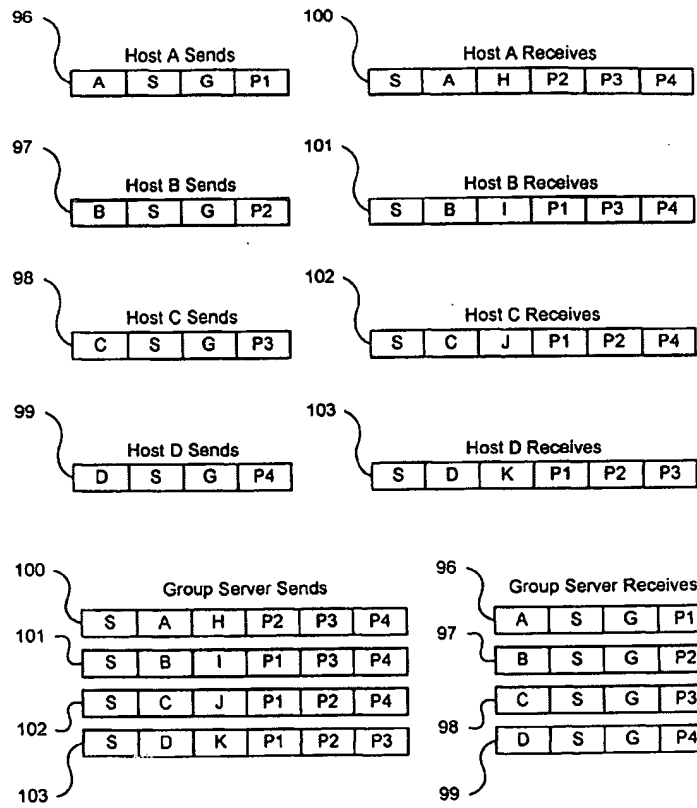 96
Host A Sends
A S G P1
100
Host A Receives
S A H P2 P3 P4
97
Host B Sends
B S G P2
101
Host B Receives
S B I P1 P3 P4
98
Host C Sends
C S G P3
102
Host C Receives
S C J P1 P2 P4
99
Host D Sends
D S G P4
103
Host D Receives
S D K P1 P2 P3
100
Group Server Sends
S A H P2 P3 P4
101
S B I P1 P3 P4
S C J P1 P2 P4
102
S D K P1 P2 P3
103
96
Group Server Receives
A S G P1
97
B S G P2
C S G P3
98
D S G P4
99